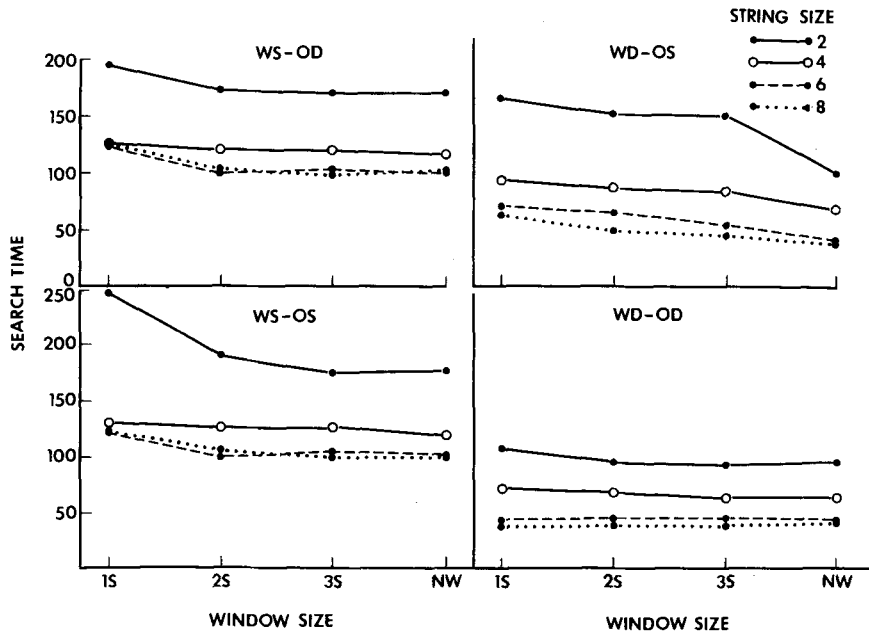 STRING SIZE
2
4
6
8
WS-OD
WD-OS
200
150
100
50
0
SEARCH TIME
WS-OS
WD-OD
250
200
150
100
50
1S 2S 3S NW
1S 2S 3S NW
WINDOW SIZE
WINDOW SIZE